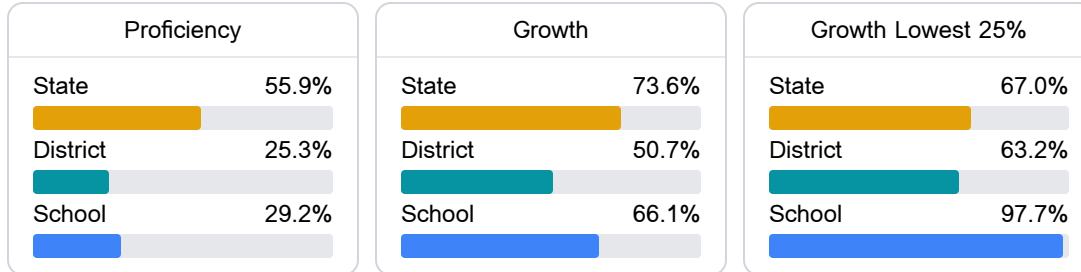 Proficiency
State 55.9%
District 25.3%
School 29.2%
Growth
State 73.6%
District 50.7%
School 66.1%
Growth Lowest 25%
State 67.0%
District 63.2%
School 97.7%